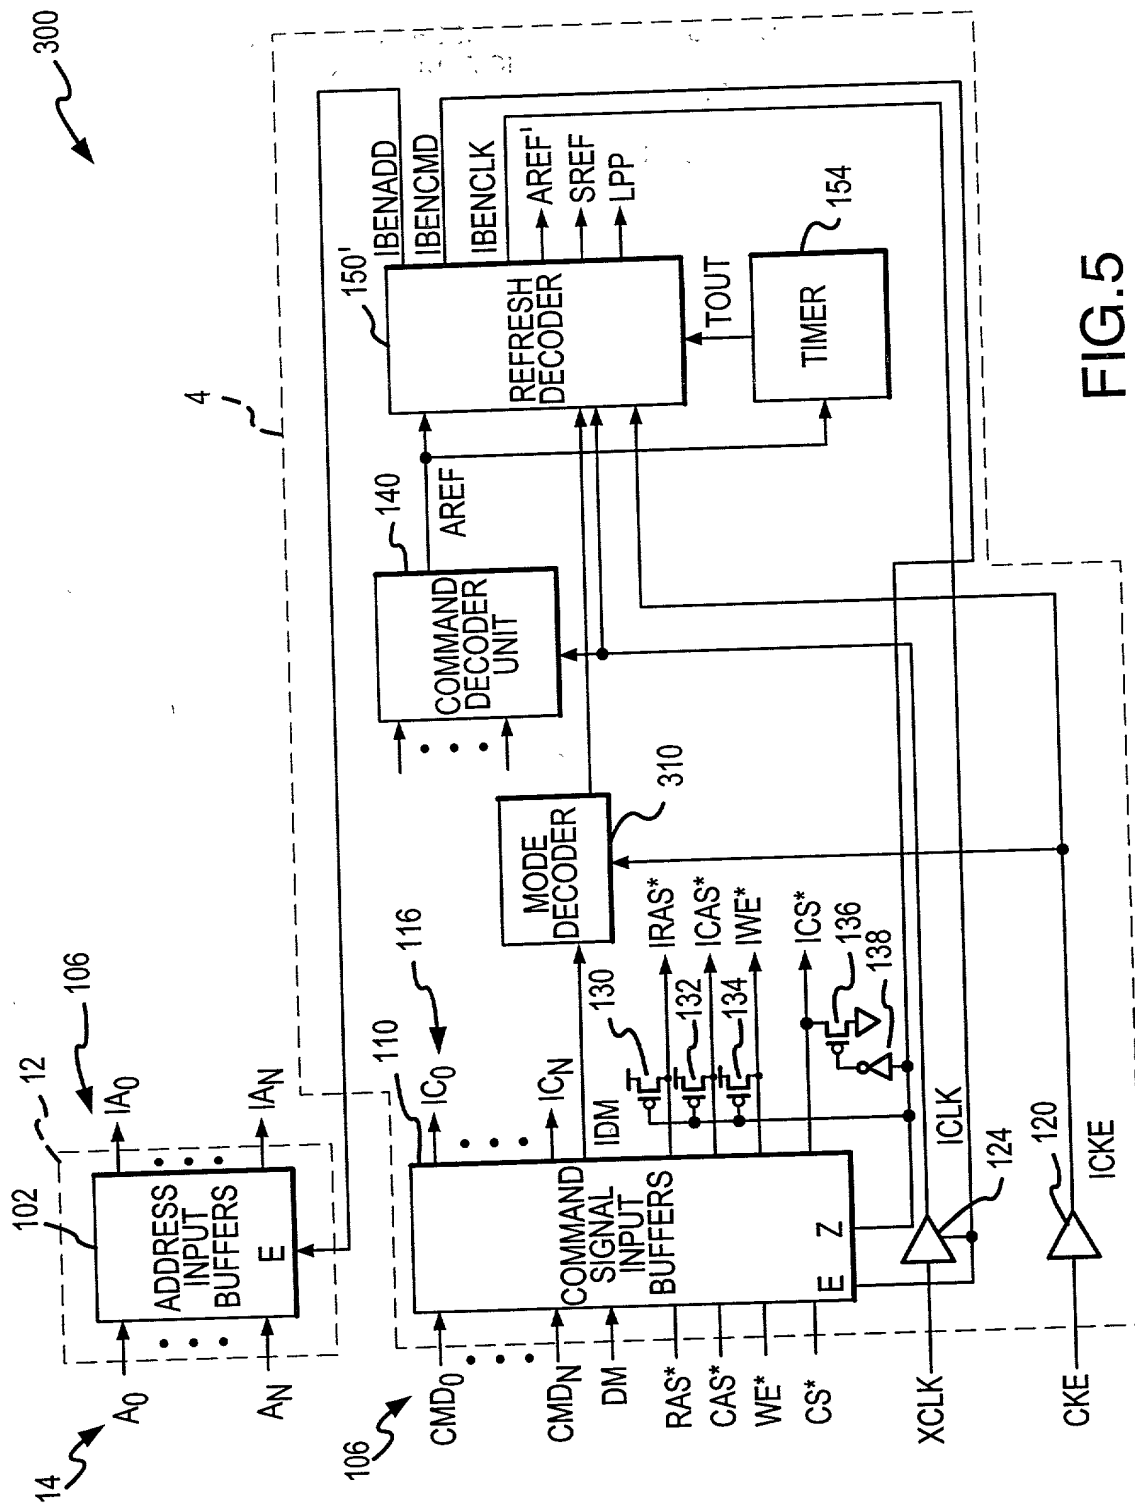 300
14
A0
AN
102
12
ADDRESS
INPUT
BUFFERS
E
IA0
IAN
106
4
106
CMD0
CMDN
DM
RAS*
CAS*
WE*
CS*
XCLK
CKE
110
COMMAND
SIGNAL
INPUT
BUFFERS
E
Z
IC0
ICN
116
IDM
130
IRAS*
132
ICAS*
134
IWE*
ICS*
136
138
ICLK
124
120
ICKE
MODE
DECODER
310
140
COMMAND
DECODER
UNIT
AREF
150'
REFRESH
DECODER
IBENADD
IBENCMD
IBENCLK
AREF'
SREF
LPP
TOUT
TIMER
154
FIG.5